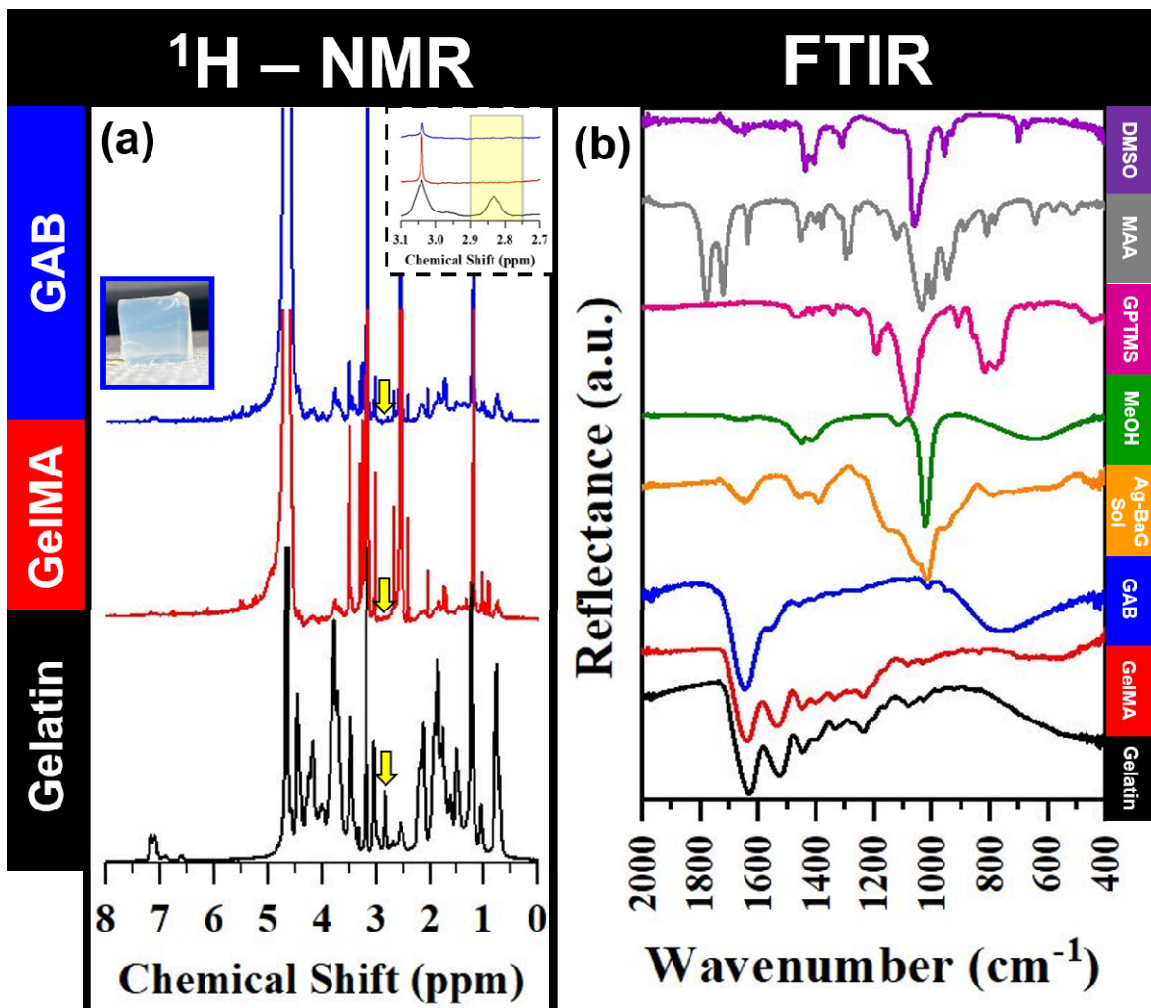 ¹H – NMR
FTIR
GAB
GelMA
Gelatin
(a)
3.1 3.0 2.9 2.8 2.7
Chemical Shift (ppm)
8 7 6 5 4 3 2 1 0
Chemical Shift (ppm)
(b)
Reflectance (a.u.)
DMSO
MAA
GPTMS
MeOH
Ag-BaG
Sol
GAB
GelMA
Gelatin
2000 1800 1600 1400 1200 1000 800 600 400
Wavenumber (cm⁻¹)